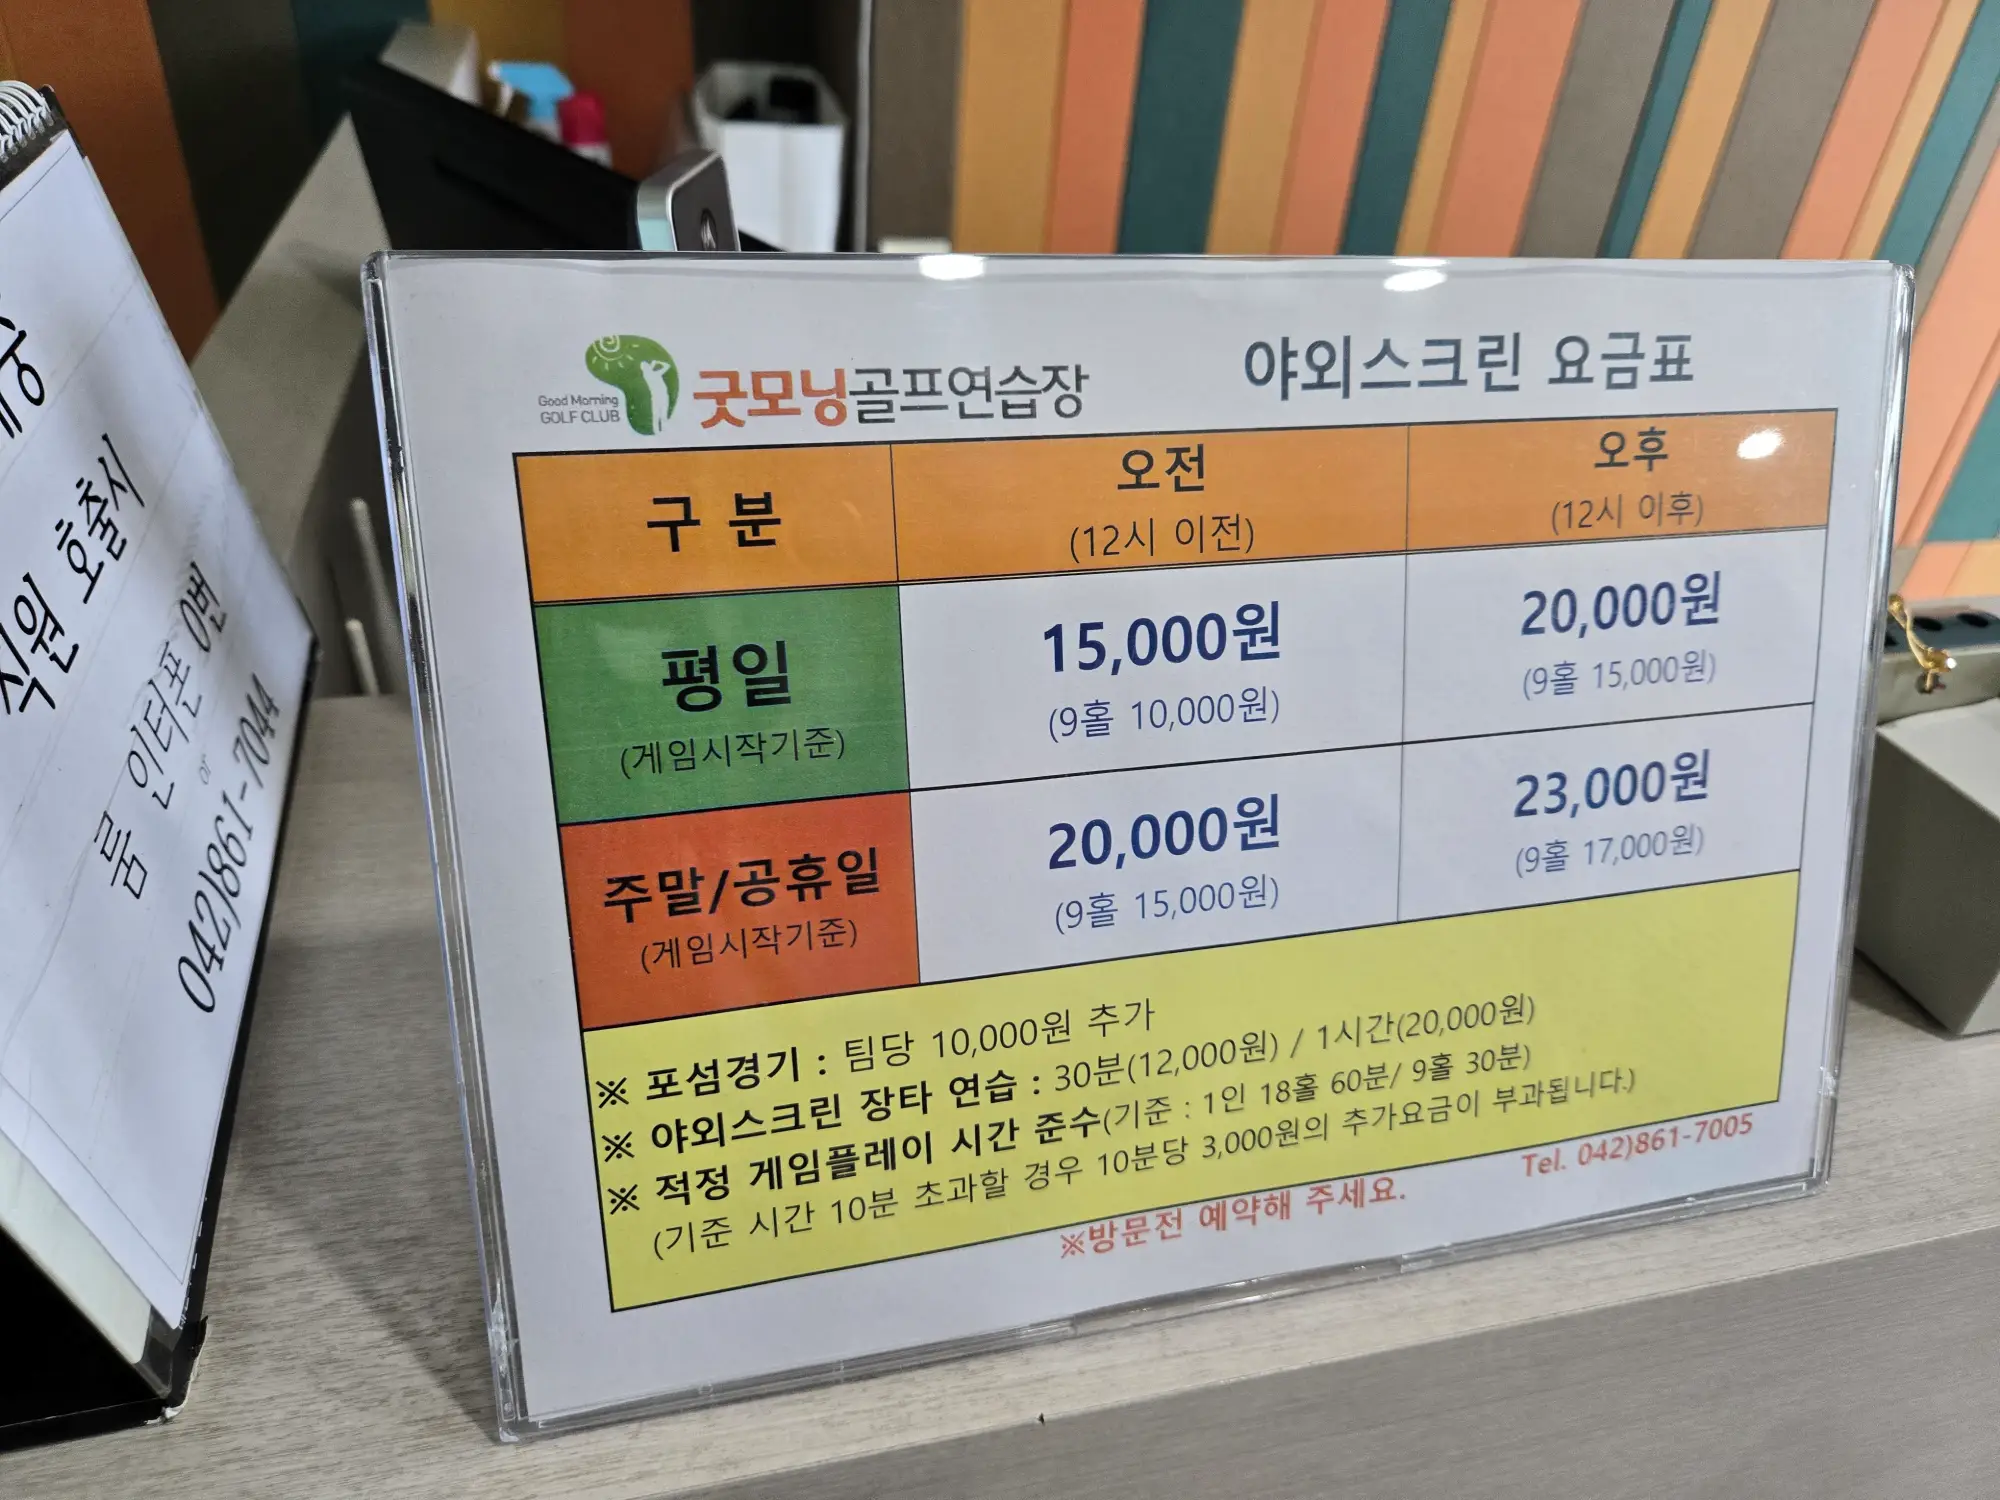 직원 호출시
룸 인터폰 0번
or
042)861-7044
Good Morning
GOLF CLUB
굿모닝골프연습장
야외스크린 요금표
구 분
오전
(12시 이전)
오후
(12시 이후)
평일
(게임시작기준)
15,000원
(9홀 10,000원)
20,000원
(9홀 15,000원)
주말/공휴일
(게임시작기준)
20,000원
(9홀 15,000원)
23,000원
(9홀 17,000원)
※ 포섬경기 : 팀당 10,000원 추가
※ 야외스크린 장타 연습 : 30분(12,000원) / 1시간(20,000원)
※ 적정 게임플레이 시간 준수(기준 : 1인 18홀 60분/ 9홀 30분)
(기준 시간 10분 초과할 경우 10분당 3,000원의 추가요금이 부과됩니다.)
※방문전 예약해 주세요.
Tel. 042)861-7005